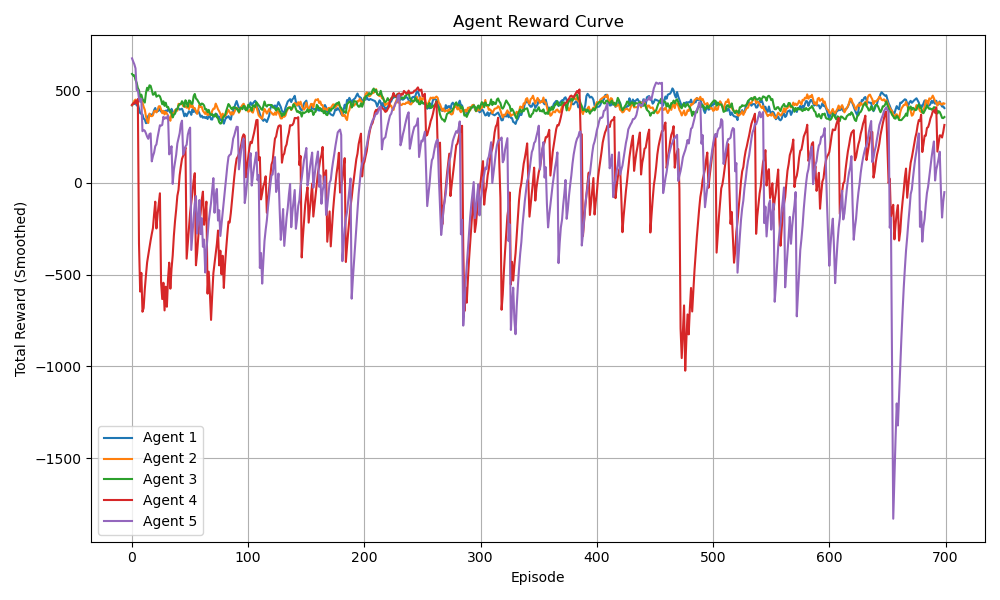 Agent Reward Curve
Total Reward (Smoothed)
500
0
−500
−1000
−1500
Agent 1
Agent 2
Agent 3
Agent 4
Agent 5
0 100 200 300 400 500 600 700
Episode